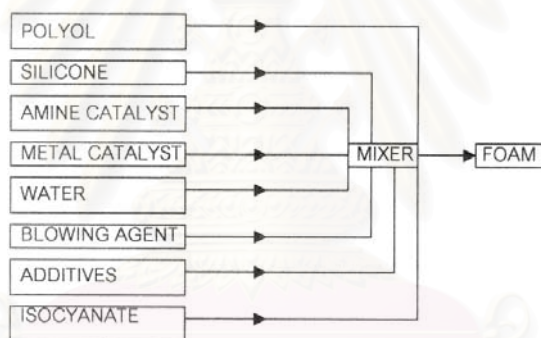 POLYOL
SILICONE
AMINE CATALYST
METAL CATALYST
WATER
BLOWING AGENT
ADDITIVES
ISOCYANATE
MIXER
FOAM